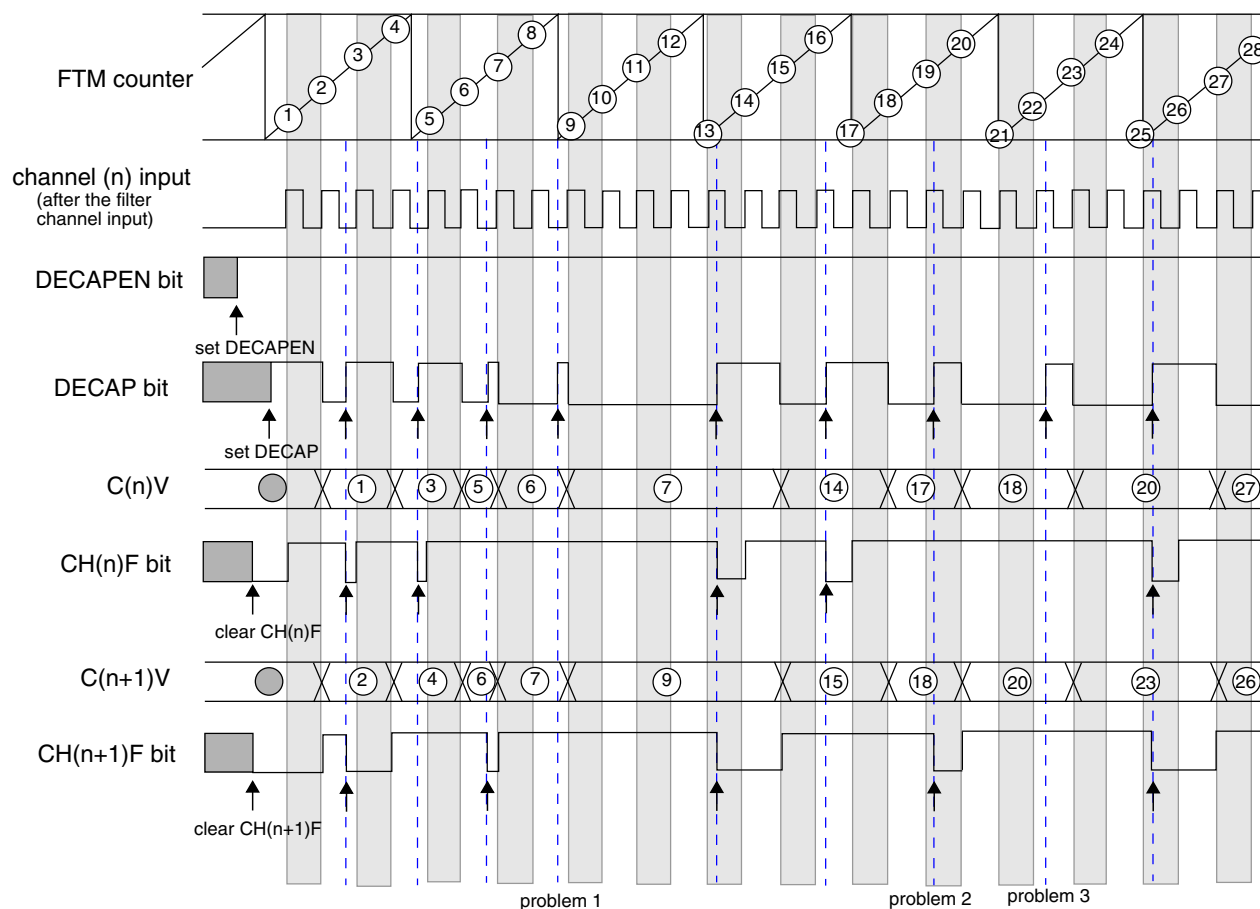 FTM counter
1 2 3 4 5 6 7 8 9 10 11 12 13 14 15 16 17 18 19 20 21 22 23 24 25 26 27 28
channel (n) input
(after the filter
channel input)
DECAPEN bit
set DECAPEN
DECAP bit
set DECAP
C(n)V
1 3 5 6 7 14 17 18 20 27
CH(n)F bit
clear CH(n)F
C(n+1)V
2 4 6 7 9 15 18 20 23 26
CH(n+1)F bit
clear CH(n+1)F
problem 1 problem 2 problem 3